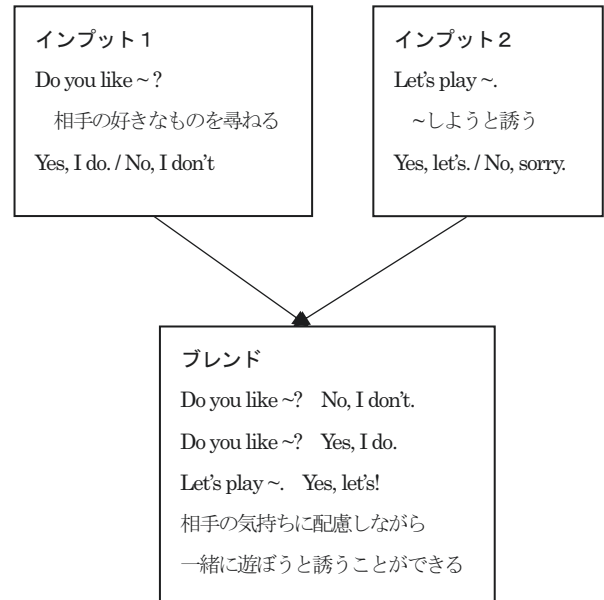 インプット1
Do you like ~ ?
相手の好きなものを尋ねる
Yes, I do. / No, I don't
インプット2
Let's play ~.
~しようと誘う
Yes, let's. / No, sorry.
ブレンド
Do you like ~? No, I don't.
Do you like ~? Yes, I do.
Let's play ~. Yes, let's!
相手の気持ちに配慮しながら
一緒に遊ぼうと誘うことができる